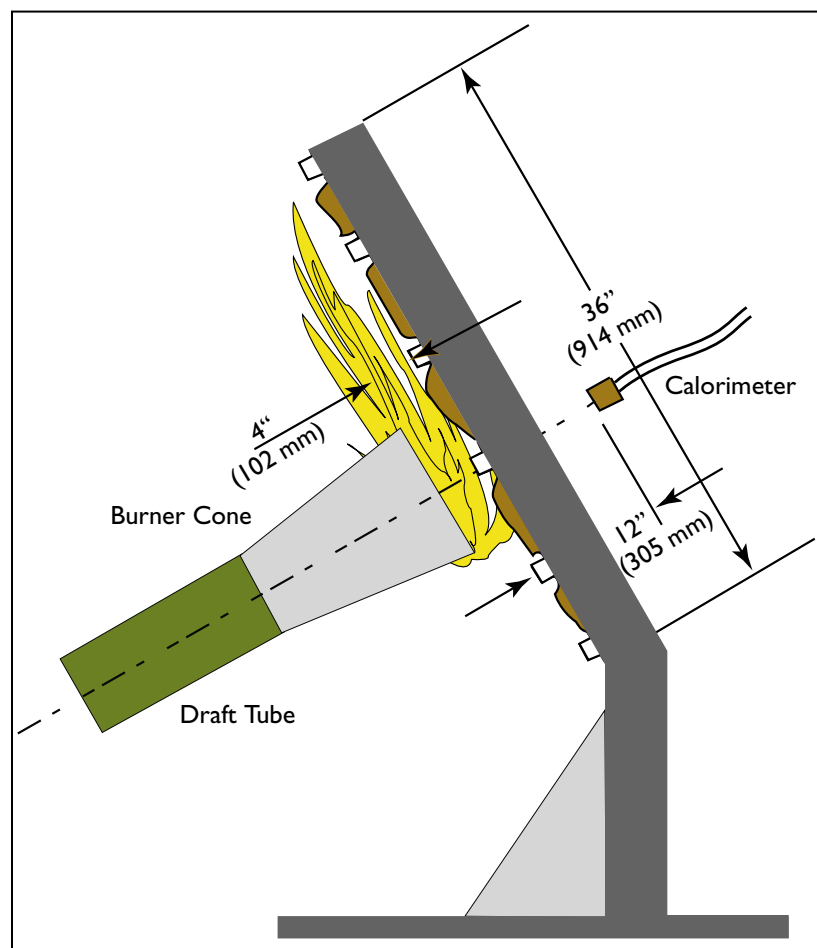 36”
(914 mm)
Calorimeter
4“
(102 mm)
Burner Cone
12”
(305 mm)
Draft Tube